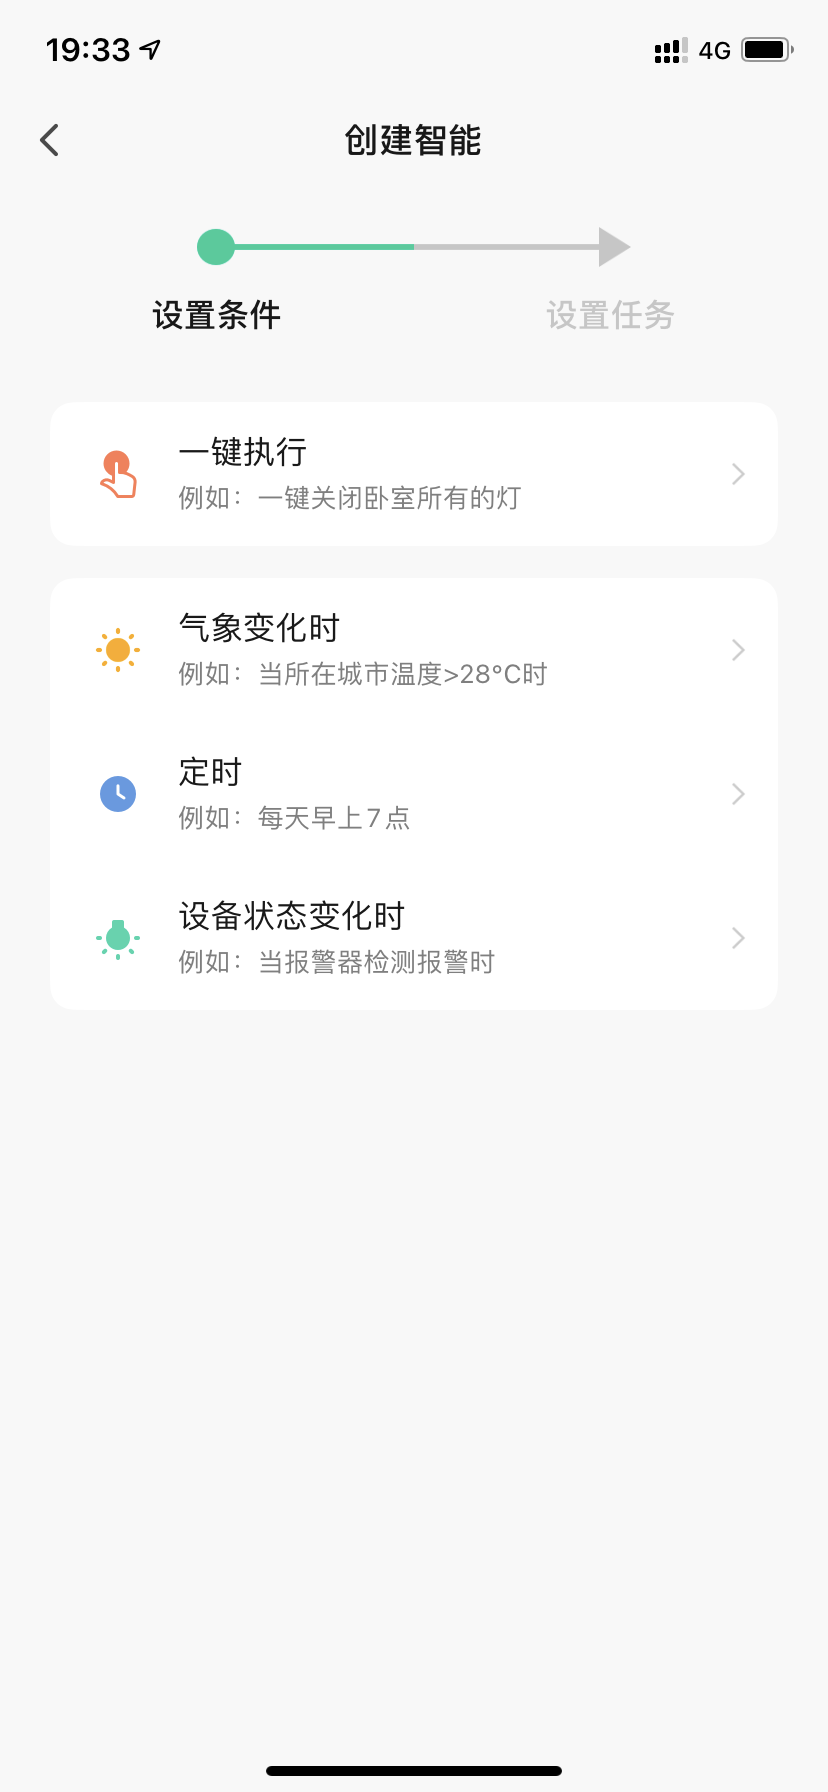 19:33
4G
创建智能
设置条件
设置任务
一键执行
例如：一键关闭卧室所有的灯
气象变化时
例如：当所在城市温度>28°C时
定时
例如：每天早上7点
设备状态变化时
例如：当报警器检测报警时